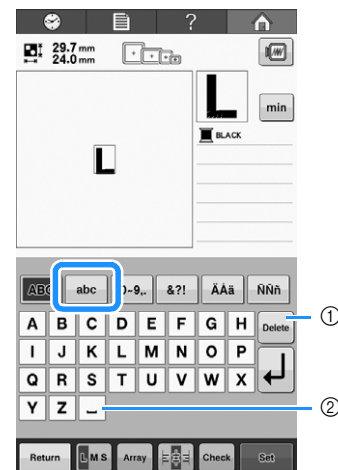 ?
29.7 mm
24.0 mm
L
min
BLACK
L
ABC abc 0~9,. &?! ÄÅä ÑÑñ
A B C D E F G H Delete
①
I J K L M N O P
Q R S T U V W X
Y Z ␣
②
Return L M S Array Check Set